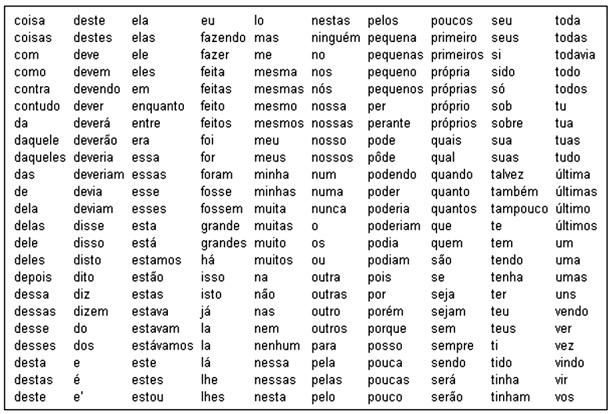 coisa deste ela eu lo nestas pelos poucos seu toda
coisas destes elas fazendo mas ninguém pequena primeiro seus todas
com deve ele fazer me no pequenas primeiros si todavia
como devem eles feita mesma nos pequeno própria sido todo
contra devendo em feitas mesmas nós pequenos próprias só todos
contudo dever enquanto feito mesmo nossa per próprio sob tu
da deverá entre feitos mesmos nossas perante próprios sobre tua
daquele deverão era foi meu nosso pode quais sua tuas
daqueles deveria essa for meus nossos pôde qual suas tudo
das deveriam essas foram minha num podendo quando talvez última
de devia esse fosse minhas numa poder quanto também últimas
dela deviam esses fossem muita nunca poderia quantos tampouco último
delas disse esta grande muitas o poderiam que te últimos
dele disso está grandes muito os podia quem tem um
deles disto estamos há muitos ou podiam são tendo uma
depois dito estão isso na outra pois se tenha umas
dessa diz estas isto não outras por seja ter uns
dessas dizem estava já nas outro porém sejam teu vendo
desse do estavam la nem outros porque sem teus ver
desses dos estávamos la nenhum para posso sempre ti vez
desta e este lá nessa pela pouca sendo tido vindo
destas é estes lhe nessas pelas poucas será tinha vir
deste e' estou lhes nesta pelo pouco serão tinham vos